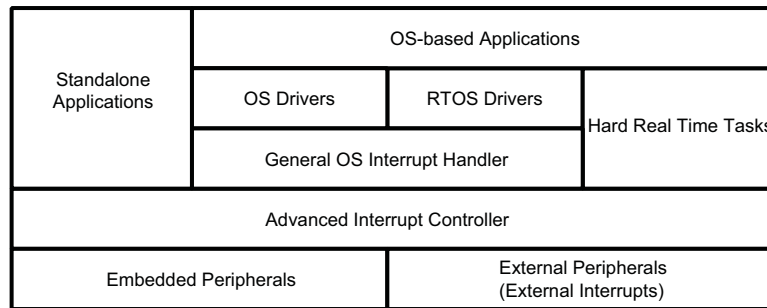 OS-based Applications
Standalone
Applications
OS Drivers
RTOS Drivers
Hard Real Time Tasks
General OS Interrupt Handler
Advanced Interrupt Controller
Embedded Peripherals
External Peripherals
(External Interrupts)